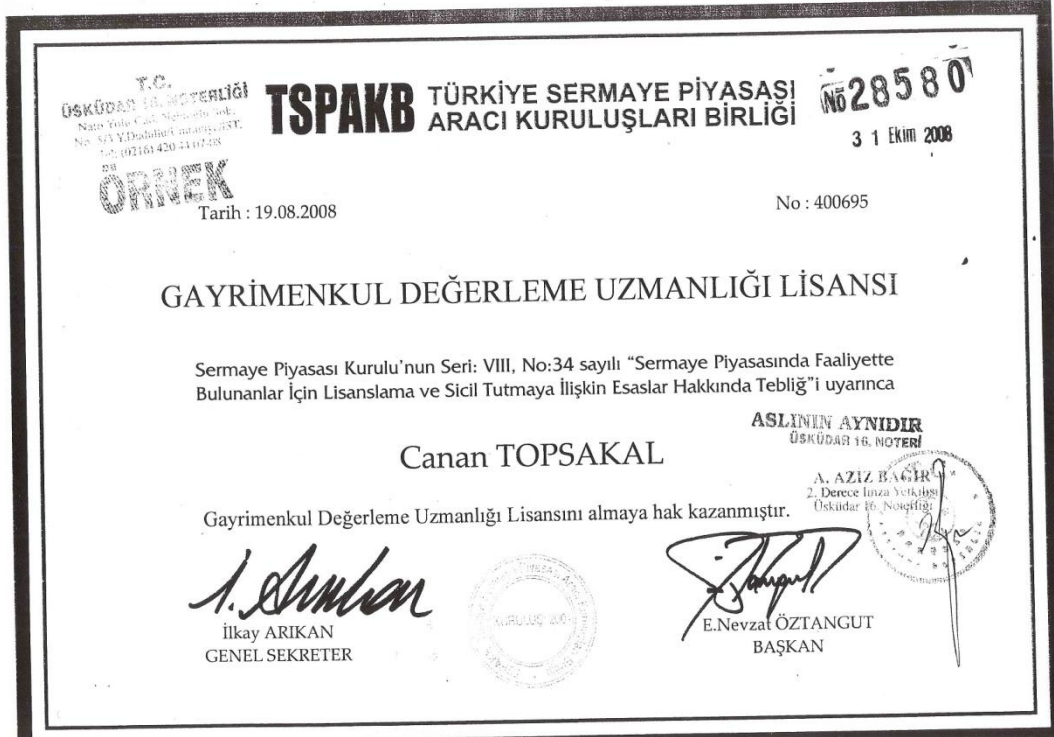 T.C.
ÜSKÜDAR 16. NOTERLİĞİ
ÖRNEK
TSPAKB TÜRKİYE SERMAYE PİYASASI
ARACI KURULUŞLARI BİRLİĞİ
No 28580
31 Ekim 2008
Tarih : 19.08.2008
No : 400695
GAYRİMENKUL DEĞERLEME UZMANLIĞI LİSANSI
Sermaye Piyasası Kurulu'nun Seri: VIII, No:34 sayılı "Sermaye Piyasasında Faaliyette
Bulunanlar İçin Lisanslama ve Sicil Tutmaya İlişkin Esaslar Hakkında Tebliğ"i uyarınca
ASLININ AYNIDIR
ÜSKÜDAR 16. NOTERİ
Canan TOPSAKAL
A. AZİZ BAĞIR
2. Derece İmza Yetkilisi
Üsküdar 16. Noterliği
Gayrimenkul Değerleme Uzmanlığı Lisansını almaya hak kazanmıştır.
İlkay ARIKAN
GENEL SEKRETER
E.Nevzat ÖZTANGUT
BAŞKAN